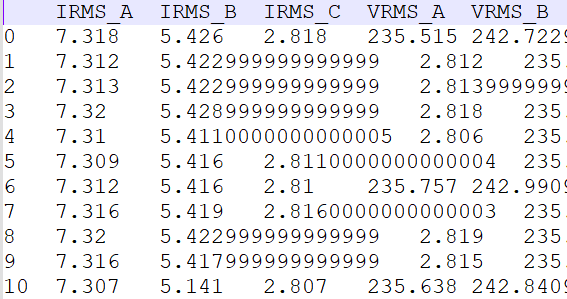 IRMS_A IRMS_B IRMS_C VRMS_A VRMS_B
0 7.318 5.426 2.818 235.515 242.7229
1 7.312 5.422999999999999 2.812 235.
2 7.313 5.422999999999999 2.813999999
3 7.32 5.428999999999999 2.818 235.
4 7.31 5.4110000000000005 2.806 235.
5 7.309 5.416 2.8110000000000004 235.
6 7.312 5.416 2.81 235.757 242.9909
7 7.316 5.419 2.8160000000000003 235.
8 7.32 5.422999999999999 2.819 235.
9 7.316 5.417999999999999 2.815 235.
10 7.307 5.141 2.807 235.638 242.8409